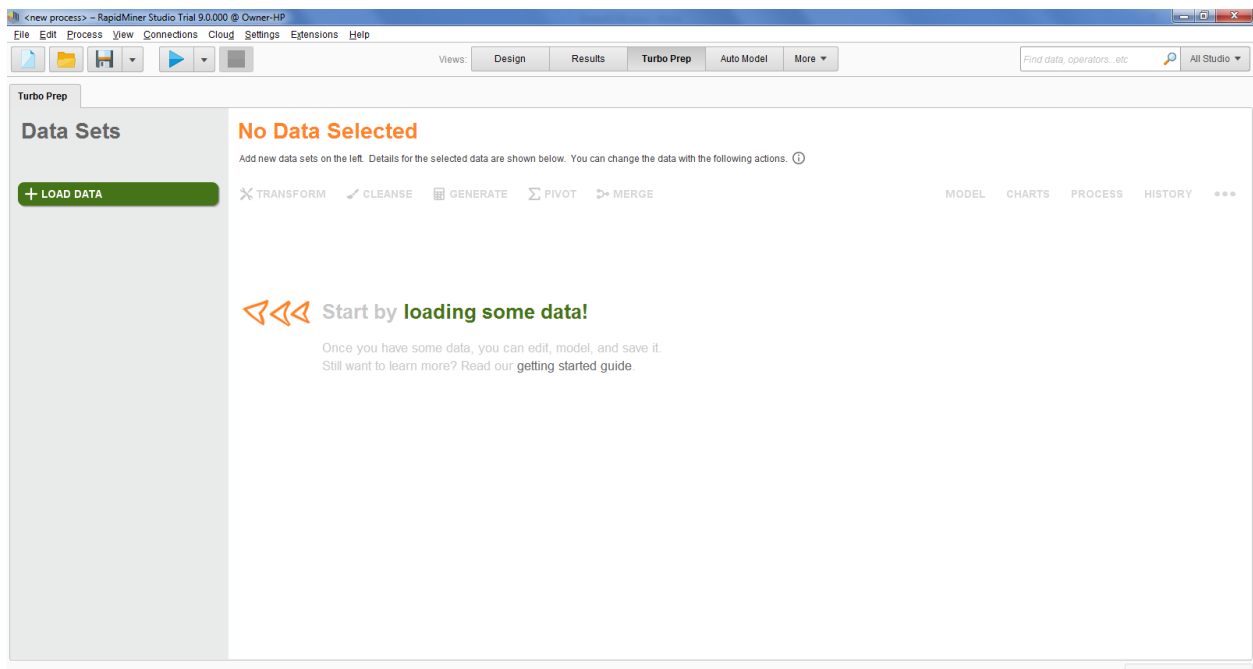 <new process> – RapidMiner Studio Trial 9.0.000 @ Owner-HP
File Edit Process View Connections Cloud Settings Extensions Help
Views: Design Results Turbo Prep Auto Model More Find data, operators...etc All Studio
Turbo Prep
Data Sets
No Data Selected
Add new data sets on the left. Details for the selected data are shown below. You can change the data with the following actions.
LOAD DATA TRANSFORM CLEANSE GENERATE PIVOT MERGE MODEL CHARTS PROCESS HISTORY
Start by loading some data!
Once you have some data, you can edit, model, and save it.
Still want to learn more? Read our getting started guide.